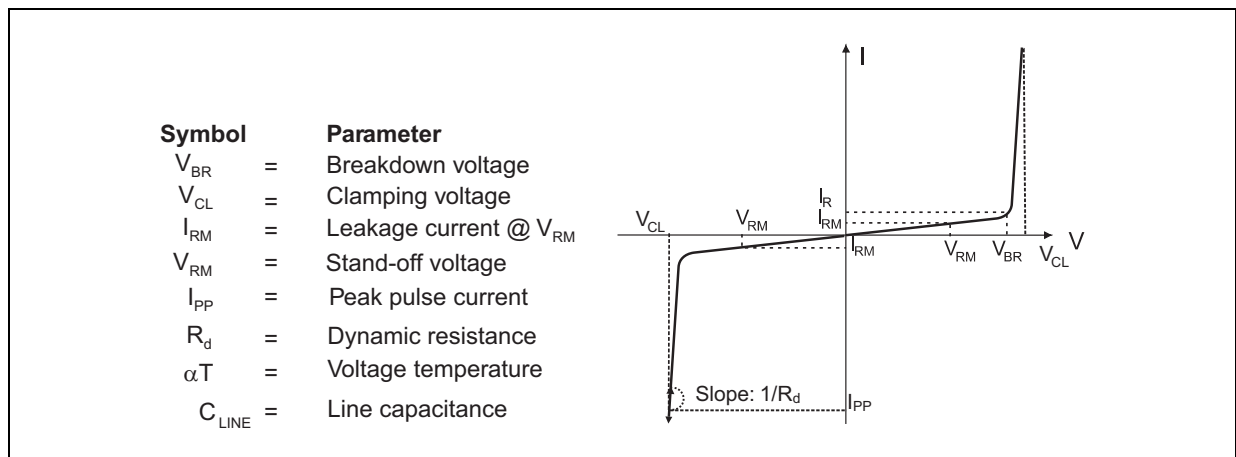 Symbol Parameter
VBR = Breakdown voltage
VCL = Clamping voltage
IRM = Leakage current @ VRM
VRM = Stand-off voltage
IPP = Peak pulse current
Rd = Dynamic resistance
αT = Voltage temperature
CLINE = Line capacitance
I
IR
IRM
VCL VRM
IRM VRM VBR VCL V
Slope: 1/Rd IPP